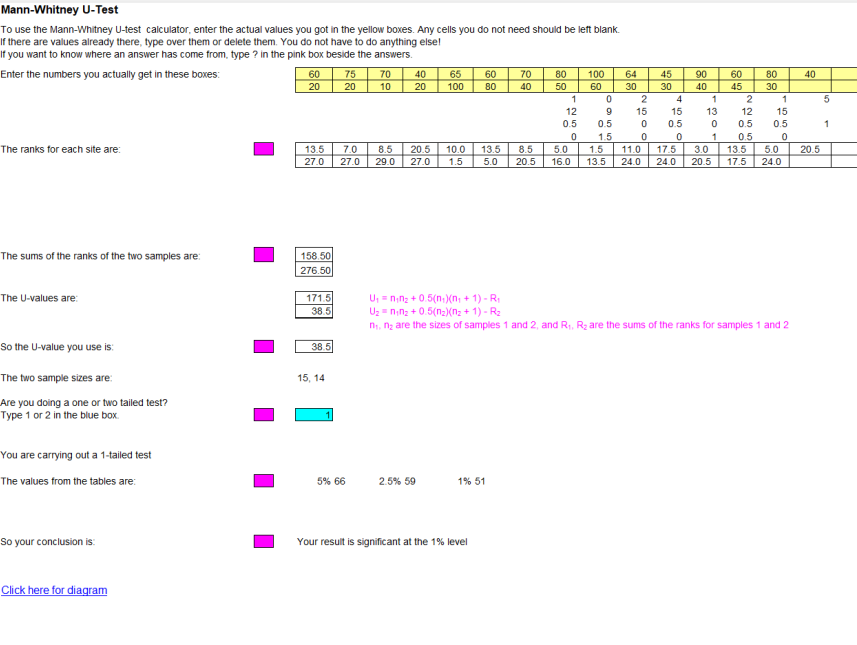 Mann-Whitney U-Test
To use the Mann-Whitney U-test calculator, enter the actual values you got in the yellow boxes. Any cells you do not need should be left blank.
If there are values already there, type over them or delete them. You do not have to do anything else!
If you want to know where an answer has come from, type ? in the pink box beside the answers.
Enter the numbers you actually get in these boxes: 60 75 70 40 65 60 70 80 100 64 45 90 60 80 40
20 20 10 20 100 80 40 50 60 30 30 40 45 30
1 0 2 4 1 2 1 5
12 9 15 15 13 12 15
0.5 0.5 0 0.5 0 0.5 0.5 1
0 1.5 0 0 1 0.5 0
The ranks for each site are: 13.5 7.0 8.5 20.5 10.0 13.5 8.5 5.0 1.5 11.0 17.5 3.0 13.5 5.0 20.5
27.0 27.0 29.0 27.0 1.5 5.0 20.5 16.0 13.5 24.0 24.0 20.5 17.5 24.0
The sums of the ranks of the two samples are: 158.50
276.50
The U-values are: 171.5 U₁ = n₁n₂ + 0.5(n₁)(n₁ + 1) - R₁
38.5 U₂ = n₁n₂ + 0.5(n₂)(n₂ + 1) - R₂
n₁, n₂ are the sizes of samples 1 and 2, and R₁, R₂ are the sums of the ranks for samples 1 and 2
So the U-value you use is: 38.5
The two sample sizes are: 15, 14
Are you doing a one or two tailed test?
Type 1 or 2 in the blue box. 1
You are carrying out a 1-tailed test
The values from the tables are: 5% 66 2.5% 59 1% 51
So your conclusion is: Your result is significant at the 1% level
Click here for diagram